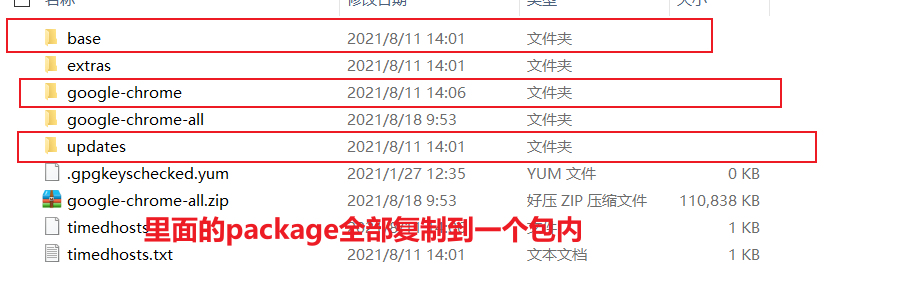 名称 修改日期 类型 大小
base 2021/8/11 14:01 文件夹
extras 2021/8/11 14:01 文件夹
google-chrome 2021/8/11 14:06 文件夹
google-chrome-all 2021/8/18 9:53 文件夹
updates 2021/8/11 14:01 文件夹
.gpgkeyschecked.yum 2021/1/27 12:35 YUM 文件 0 KB
google-chrome-all.zip 2021/8/18 9:53 好压 ZIP 压缩文件 110,838 KB
timedhosts 1 KB
里面的package全部复制到一个包内
timedhosts.txt 2021/8/11 14:01 文本文档 1 KB